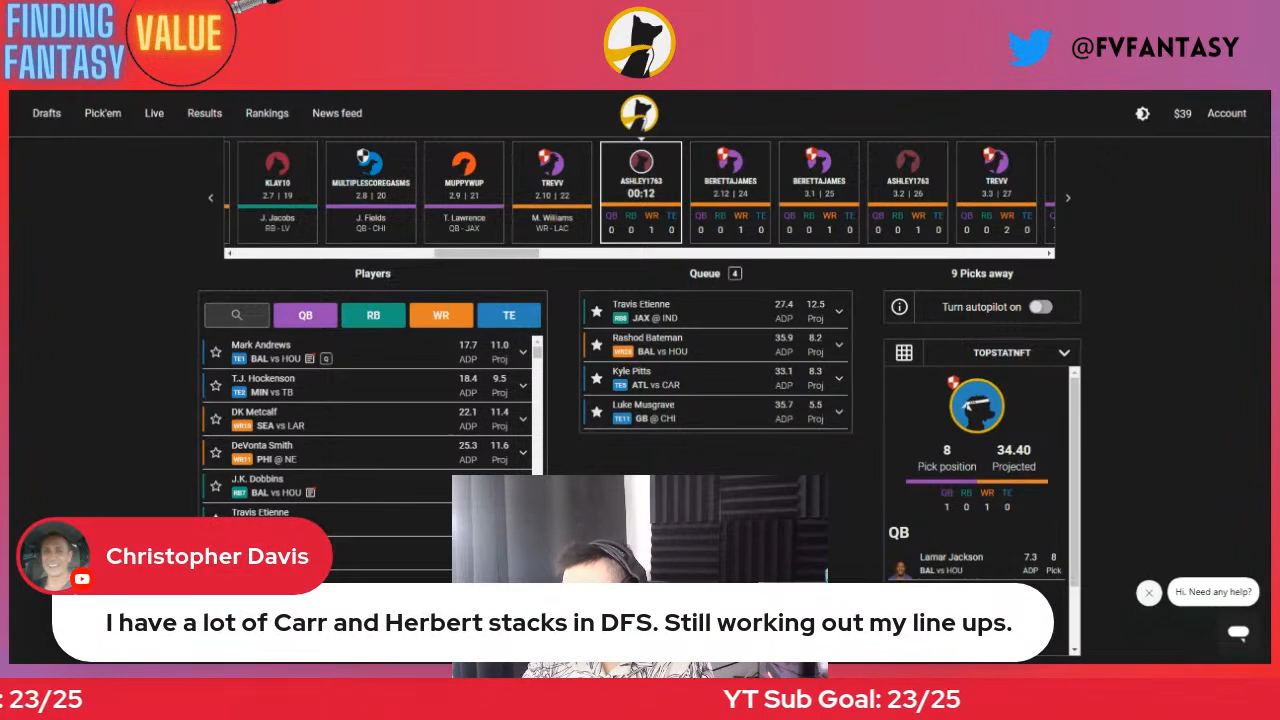 FINDING
FANTASY
VALUE
@FVFANTASY
Drafts Pick'em Live Results Rankings News feed
$39 Account
KLAY10
2.7 | 19
J. Jacobs
RB - LV
MULTIPLESCOREGASMS
2.8 | 20
J. Fields
QB - CHI
MUPPYWUP
2.9 | 21
T. Lawrence
QB - JAX
TREVV
2.10 | 22
M. Williams
WR - LAC
ASHLEY1763
00:12
QB RB WR TE
0 0 1 0
BERETTAJAMES
2.12 | 24
QB RB WR TE
0 0 1 0
BERETTAJAMES
3.1 | 25
QB RB WR TE
0 0 1 0
ASHLEY1763
3.2 | 26
QB RB WR TE
0 0 1 0
TREVV
3.3 | 27
QB RB WR TE
0 0 2 0
Players
QB RB WR TE
Mark Andrews 17.7 11.0
TE1 BAL vs HOU Q ADP Proj
T.J. Hockenson 18.4 9.5
TE2 MIN vs TB ADP Proj
DK Metcalf 22.1 11.4
WR10 SEA vs LAR ADP Proj
DeVonta Smith 25.3 11.6
WR11 PHI @ NE ADP Proj
J.K. Dobbins
RB7 BAL vs HOU
Travis Etienne
Queue 4
Travis Etienne 27.4 12.5
RB8 JAX @ IND ADP Proj
Rashod Bateman 35.9 8.2
BAL vs HOU ADP Proj
Kyle Pitts 33.1 8.3
ATL vs CAR ADP Proj
Luke Musgrave 35.7 5.5
TE11 GB @ CHI ADP Proj
9 Picks away
Turn autopilot on
TOPSTATNFT
8 34.40
Pick position Projected
QB RB WR TE
1 0 1 0
QB
Lamar Jackson 7.3 8
BAL vs HOU ADP Pick
Hi. Need any help?
Christopher Davis
I have a lot of Carr and Herbert stacks in DFS. Still working out my line ups.
: 23/25 YT Sub Goal: 23/25